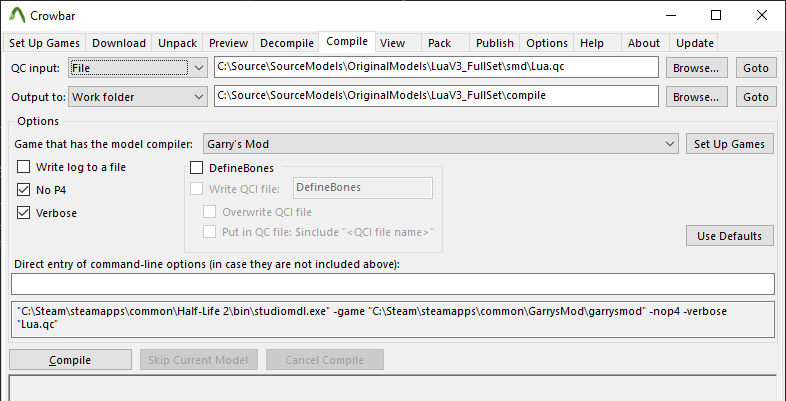 Crowbar
Set Up Games Download Unpack Preview Decompile Compile View Pack Publish Options Help About Update
QC input: File C:\Source\SourceModels\OriginalModels\LuaV3_FullSet\smd\Lua.qc Browse... Goto
Output to: Work folder C:\Source\SourceModels\OriginalModels\LuaV3_FullSet\compile Browse... Goto
Options
Game that has the model compiler: Garry's Mod Set Up Games
Write log to a file DefineBones
No P4 Write QCI file: DefineBones
Verbose Overwrite QCI file
Put in QC file: $include "<QCI file name>"
Use Defaults
Direct entry of command-line options (in case they are not included above):
"C:\Steam\steamapps\common\Half-Life 2\bin\studiomdl.exe" -game "C:\Steam\steamapps\common\GarrysMod\garrysmod" -nop4 -verbose
"Lua.qc"
Compile Skip Current Model Cancel Compile